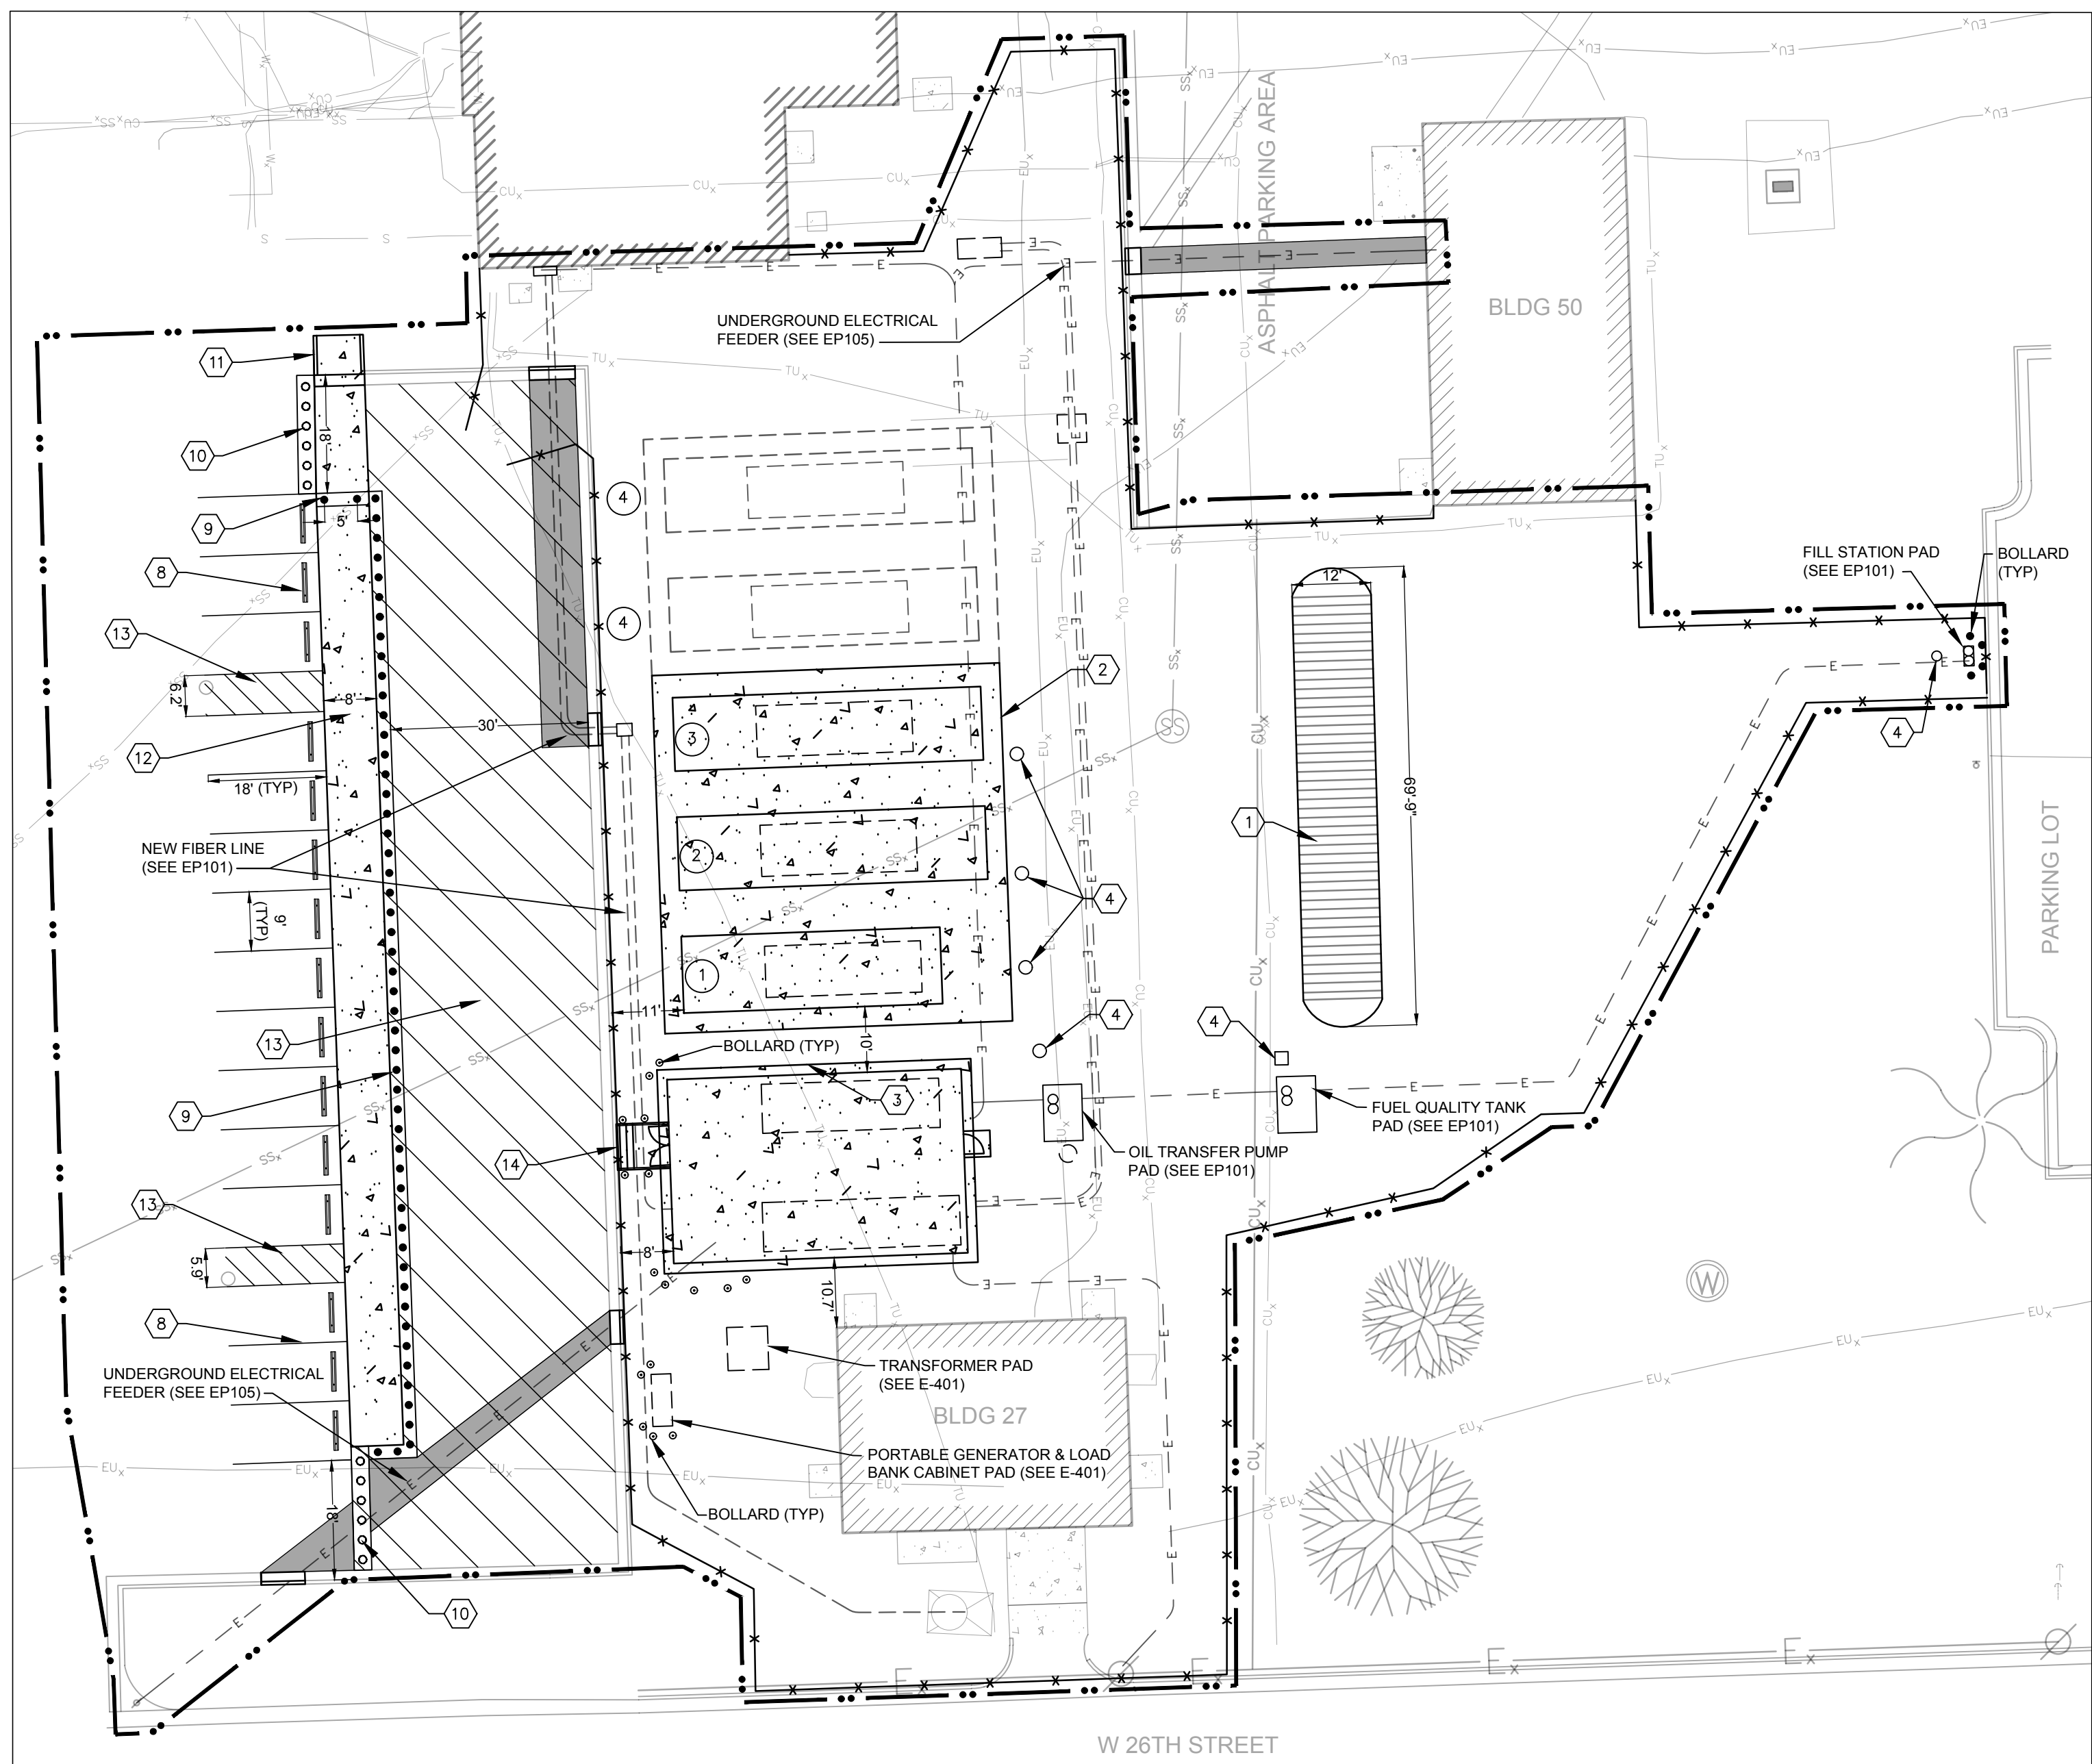 ASPHALT PARKING AREA
BLDG 50
UNDERGROUND ELECTRICAL
FEEDER (SEE EP105)
11
10
18'
9
5'
8
13
6.2'
8'
12
30'
18' (TYP)
NEW FIBER LINE
(SEE EP101)
9'
(TYP)
13
9
13
5.9'
8
UNDERGROUND ELECTRICAL
FEEDER (SEE EP105)
18'
10
4
4
2
3
2
1
4
4
11'
10'
BOLLARD (TYP)
3
14
8'
10.7'
12'
69'-9"
1
4
FUEL QUALITY TANK
PAD (SEE EP101)
OIL TRANSFER PUMP
PAD (SEE EP101)
FILL STATION PAD
(SEE EP101)
BOLLARD
(TYP)
4
PARKING LOT
TRANSFORMER PAD
(SEE E-401)
BLDG 27
PORTABLE GENERATOR & LOAD
BANK CABINET PAD (SEE E-401)
BOLLARD (TYP)
SS
W
W 26TH STREET